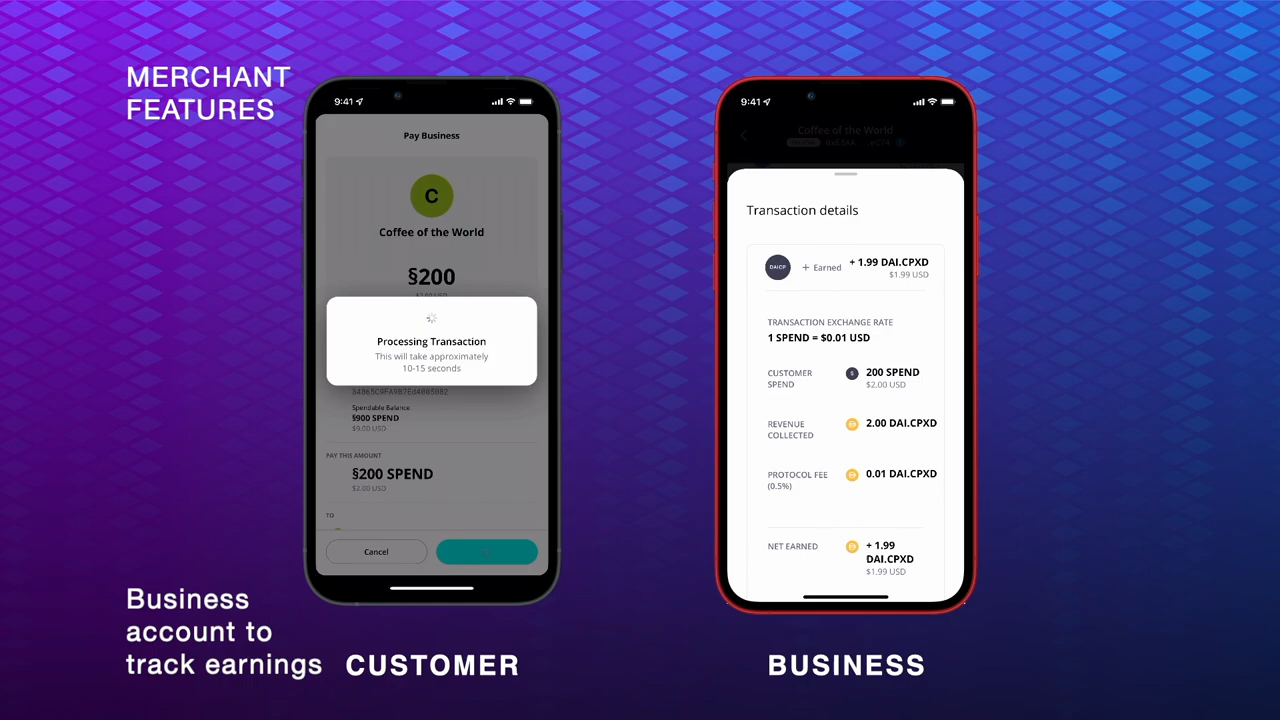 MERCHANT
FEATURES
9:41
Pay Business
C
Coffee of the World
§200
Processing Transaction
This will take approximately
10-15 seconds
Spendable Balance
§900 SPEND
$9.00 USD
PAY THIS AMOUNT
§200 SPEND
$2.00 USD
TO
Cancel
9:41
Coffee of the World
Transaction details
DAICP
+ Earned
+ 1.99 DAI.CPXD
$1.99 USD
TRANSACTION EXCHANGE RATE
1 SPEND = $0.01 USD
CUSTOMER
SPEND
200 SPEND
$2.00 USD
REVENUE
COLLECTED
2.00 DAI.CPXD
PROTOCOL FEE
(0.5%)
0.01 DAI.CPXD
NET EARNED
+ 1.99
DAI.CPXD
$1.99 USD
Business
account to
track earnings
CUSTOMER
BUSINESS